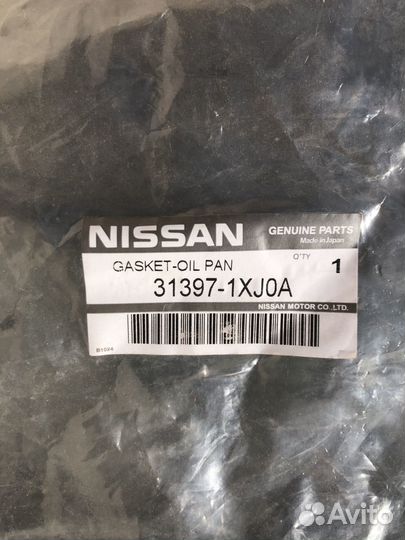 NISSAN
GENUINE PARTS
Made in Japan
GASKET-OIL PAN
Q'TY
1
31397-1XJ0A
NISSAN MOTOR CO.,LTD.
B1024
Avito